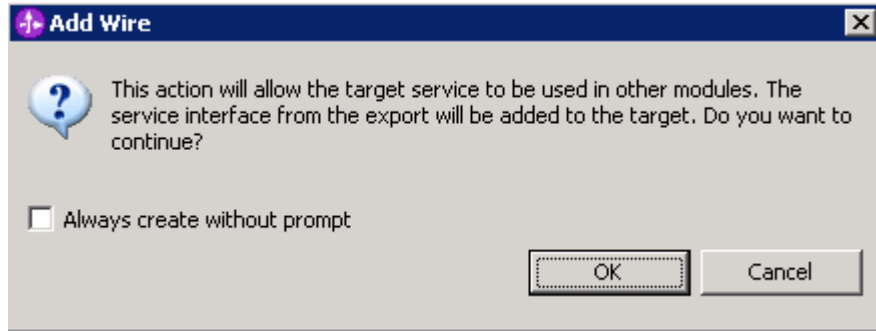 Add Wire
This action will allow the target service to be used in other modules. The
service interface from the export will be added to the target. Do you want to
continue?
Always create without prompt
OK
Cancel